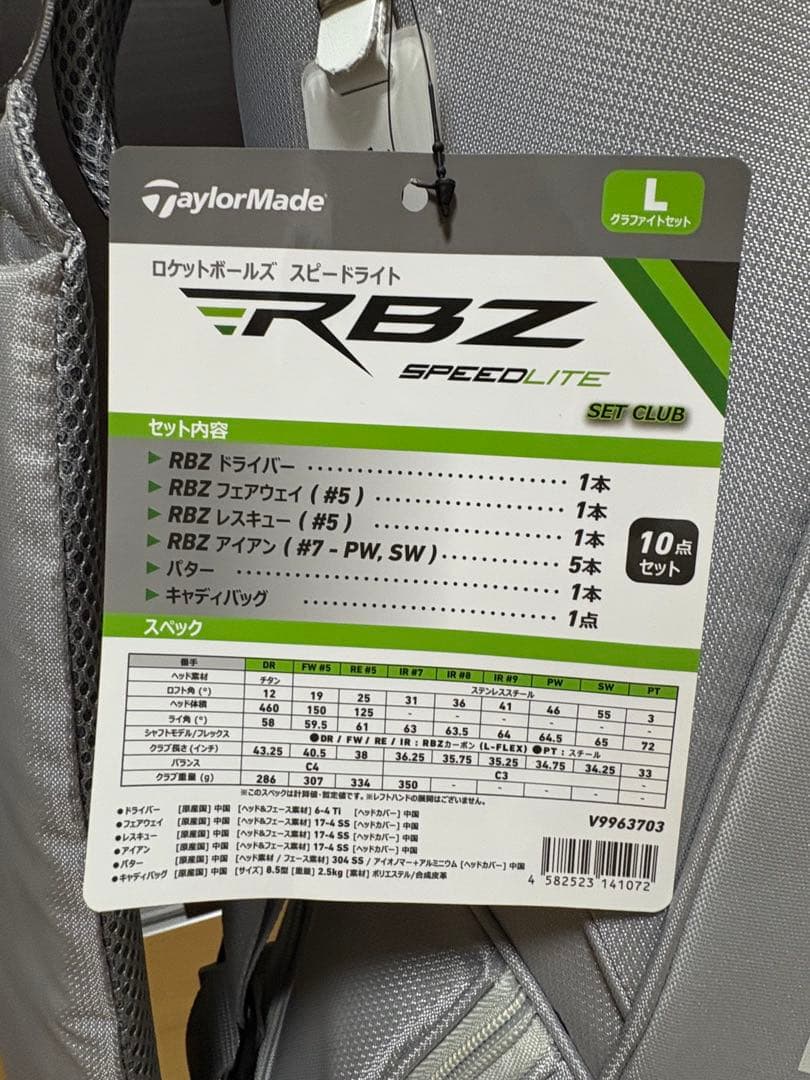 TaylorMade
L
グラファイトセット
ロケットボールズ スピードライト
RBZ
SPEEDLITE
SET CLUB
セット内容
▶ RBZ ドライバー ‥‥‥‥‥‥‥‥‥‥ 1本
▶ RBZ フェアウェイ ( #5 ) ‥‥‥‥‥‥‥‥ 1本
▶ RBZ レスキュー ( #5 ) ‥‥‥‥‥‥‥‥ 1本
▶ RBZ アイアン ( #7 - PW, SW ) ‥‥‥‥‥ 5本
▶ パター ‥‥‥‥‥‥‥‥‥‥‥‥ 1本
▶ キャディバッグ ‥‥‥‥‥‥‥‥‥‥ 1点
10点
セット
スペック
番手 DR FW #5 RE #5 IR #7 IR #8 IR #9 PW SW PT
ヘッド素材 チタン ステンレススチール
ロフト角 (°) 12 19 25 31 36 41 46 55 3
ヘッド体積 460 150 125 - - - - - -
ライ角 (°) 58 59.5 61 63 63.5 64 64.5 65 72
シャフトモデル/フレックス ●DR / FW / RE / IR : RBZカーボン (L-FLEX) ●PT : スチール
クラブ長さ (インチ) 43.25 40.5 38 36.25 35.75 35.25 34.75 34.25 33
バランス C4 C3
クラブ重量 (g) 286 307 334 350 - - - - -
※このスペックは計算値・暫定値です。※レフトハンドの展開はございません。
●ドライバー [原産国] 中国 [ヘッド&フェース素材] 6-4 Ti [ヘッドカバー] 中国
●フェアウェイ [原産国] 中国 [ヘッド&フェース素材] 17-4 SS [ヘッドカバー] 中国
●レスキュー [原産国] 中国 [ヘッド&フェース素材] 17-4 SS [ヘッドカバー] 中国
●アイアン [原産国] 中国 [ヘッド&フェース素材] 17-4 SS
●パター [原産国] 中国 [ヘッド素材 / フェース素材] 304 SS / アイオノマー+アルミニウム [ヘッドカバー] 中国
●キャディバッグ [原産国] 中国 [サイズ] 8.5型 [重量] 2.5kg [素材] ポリエステル/合成皮革
V9963703
4 582523 141072